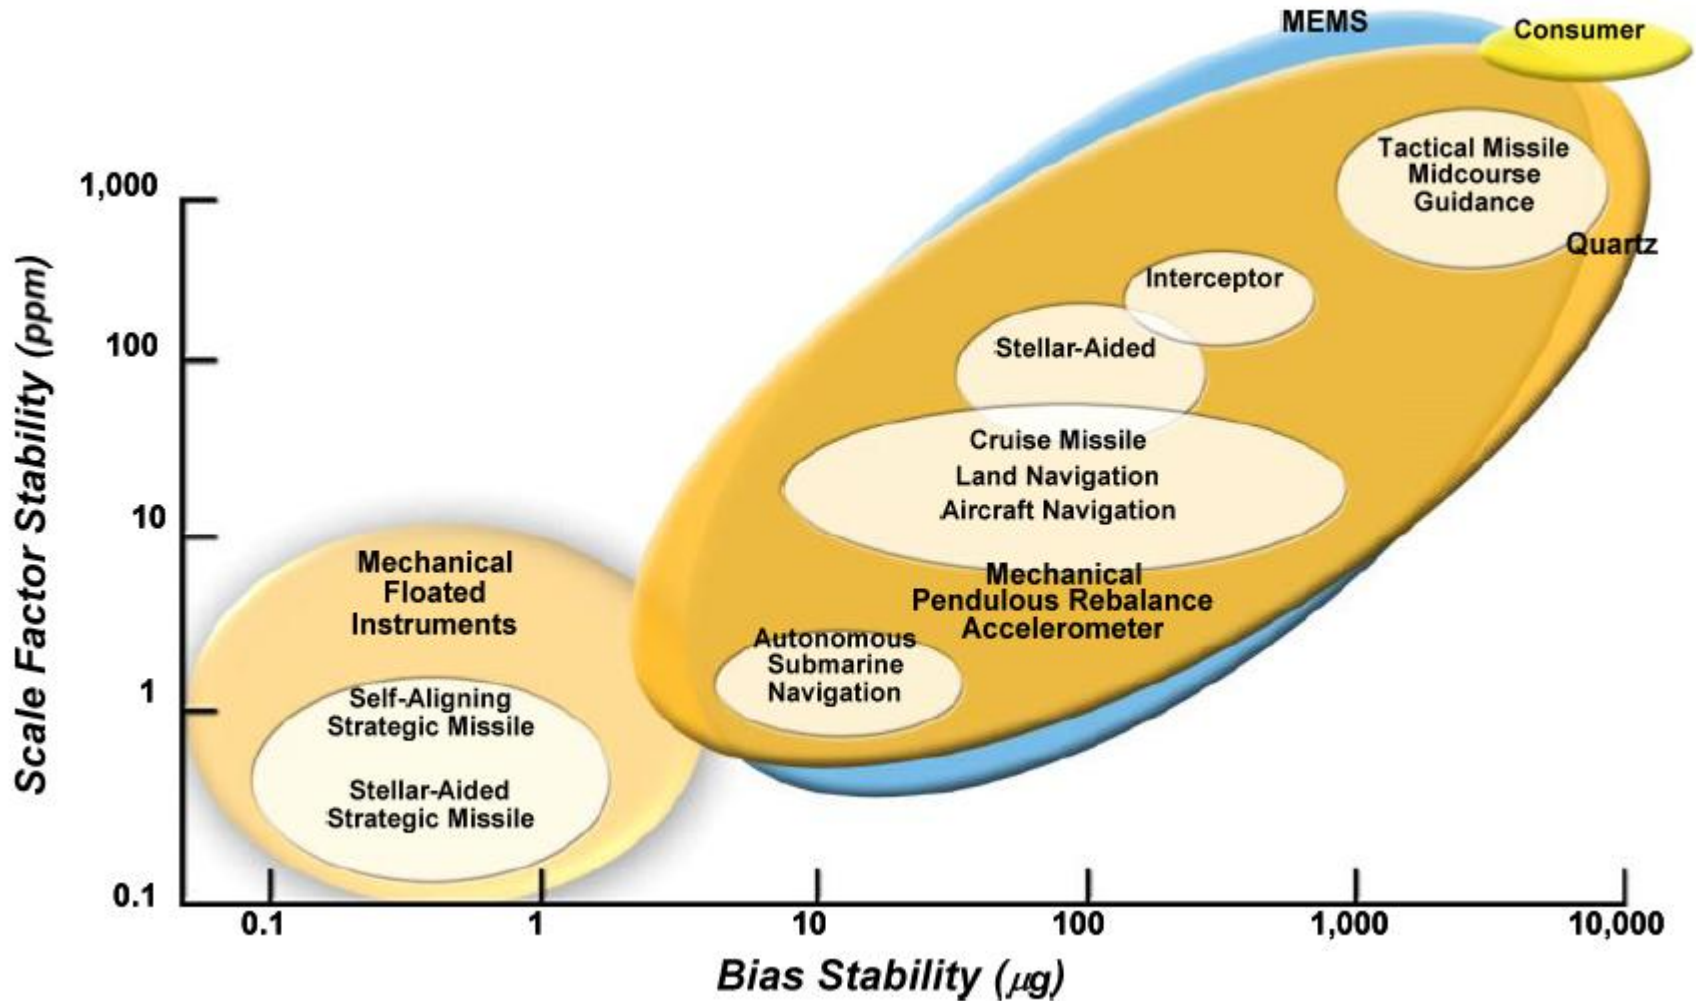 MEMS
Consumer
Tactical Missile
Midcourse
Guidance
Quartz
Interceptor
Stellar-Aided
Cruise Missile
Land Navigation
Aircraft Navigation
Mechanical
Pendulous Rebalance
Accelerometer
Autonomous
Submarine
Navigation
Mechanical
Floated
Instruments
Self-Aligning
Strategic Missile
Stellar-Aided
Strategic Missile
Scale Factor Stability (ppm)
1,000
100
10
1
0.1
0.1
1
10
100
1,000
10,000
Bias Stability (μg)